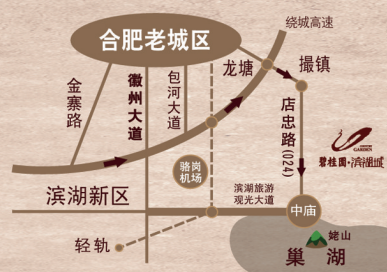 绕城高速
合肥老城区
龙塘
撮镇
金寨路
徽州大道
包河大道
店忠路(024)
GARDEN
碧桂园·滨湖城
骆岗
机场
滨湖新区
滨湖旅游
观光大道
中庙
轻轨
姥山
巢湖